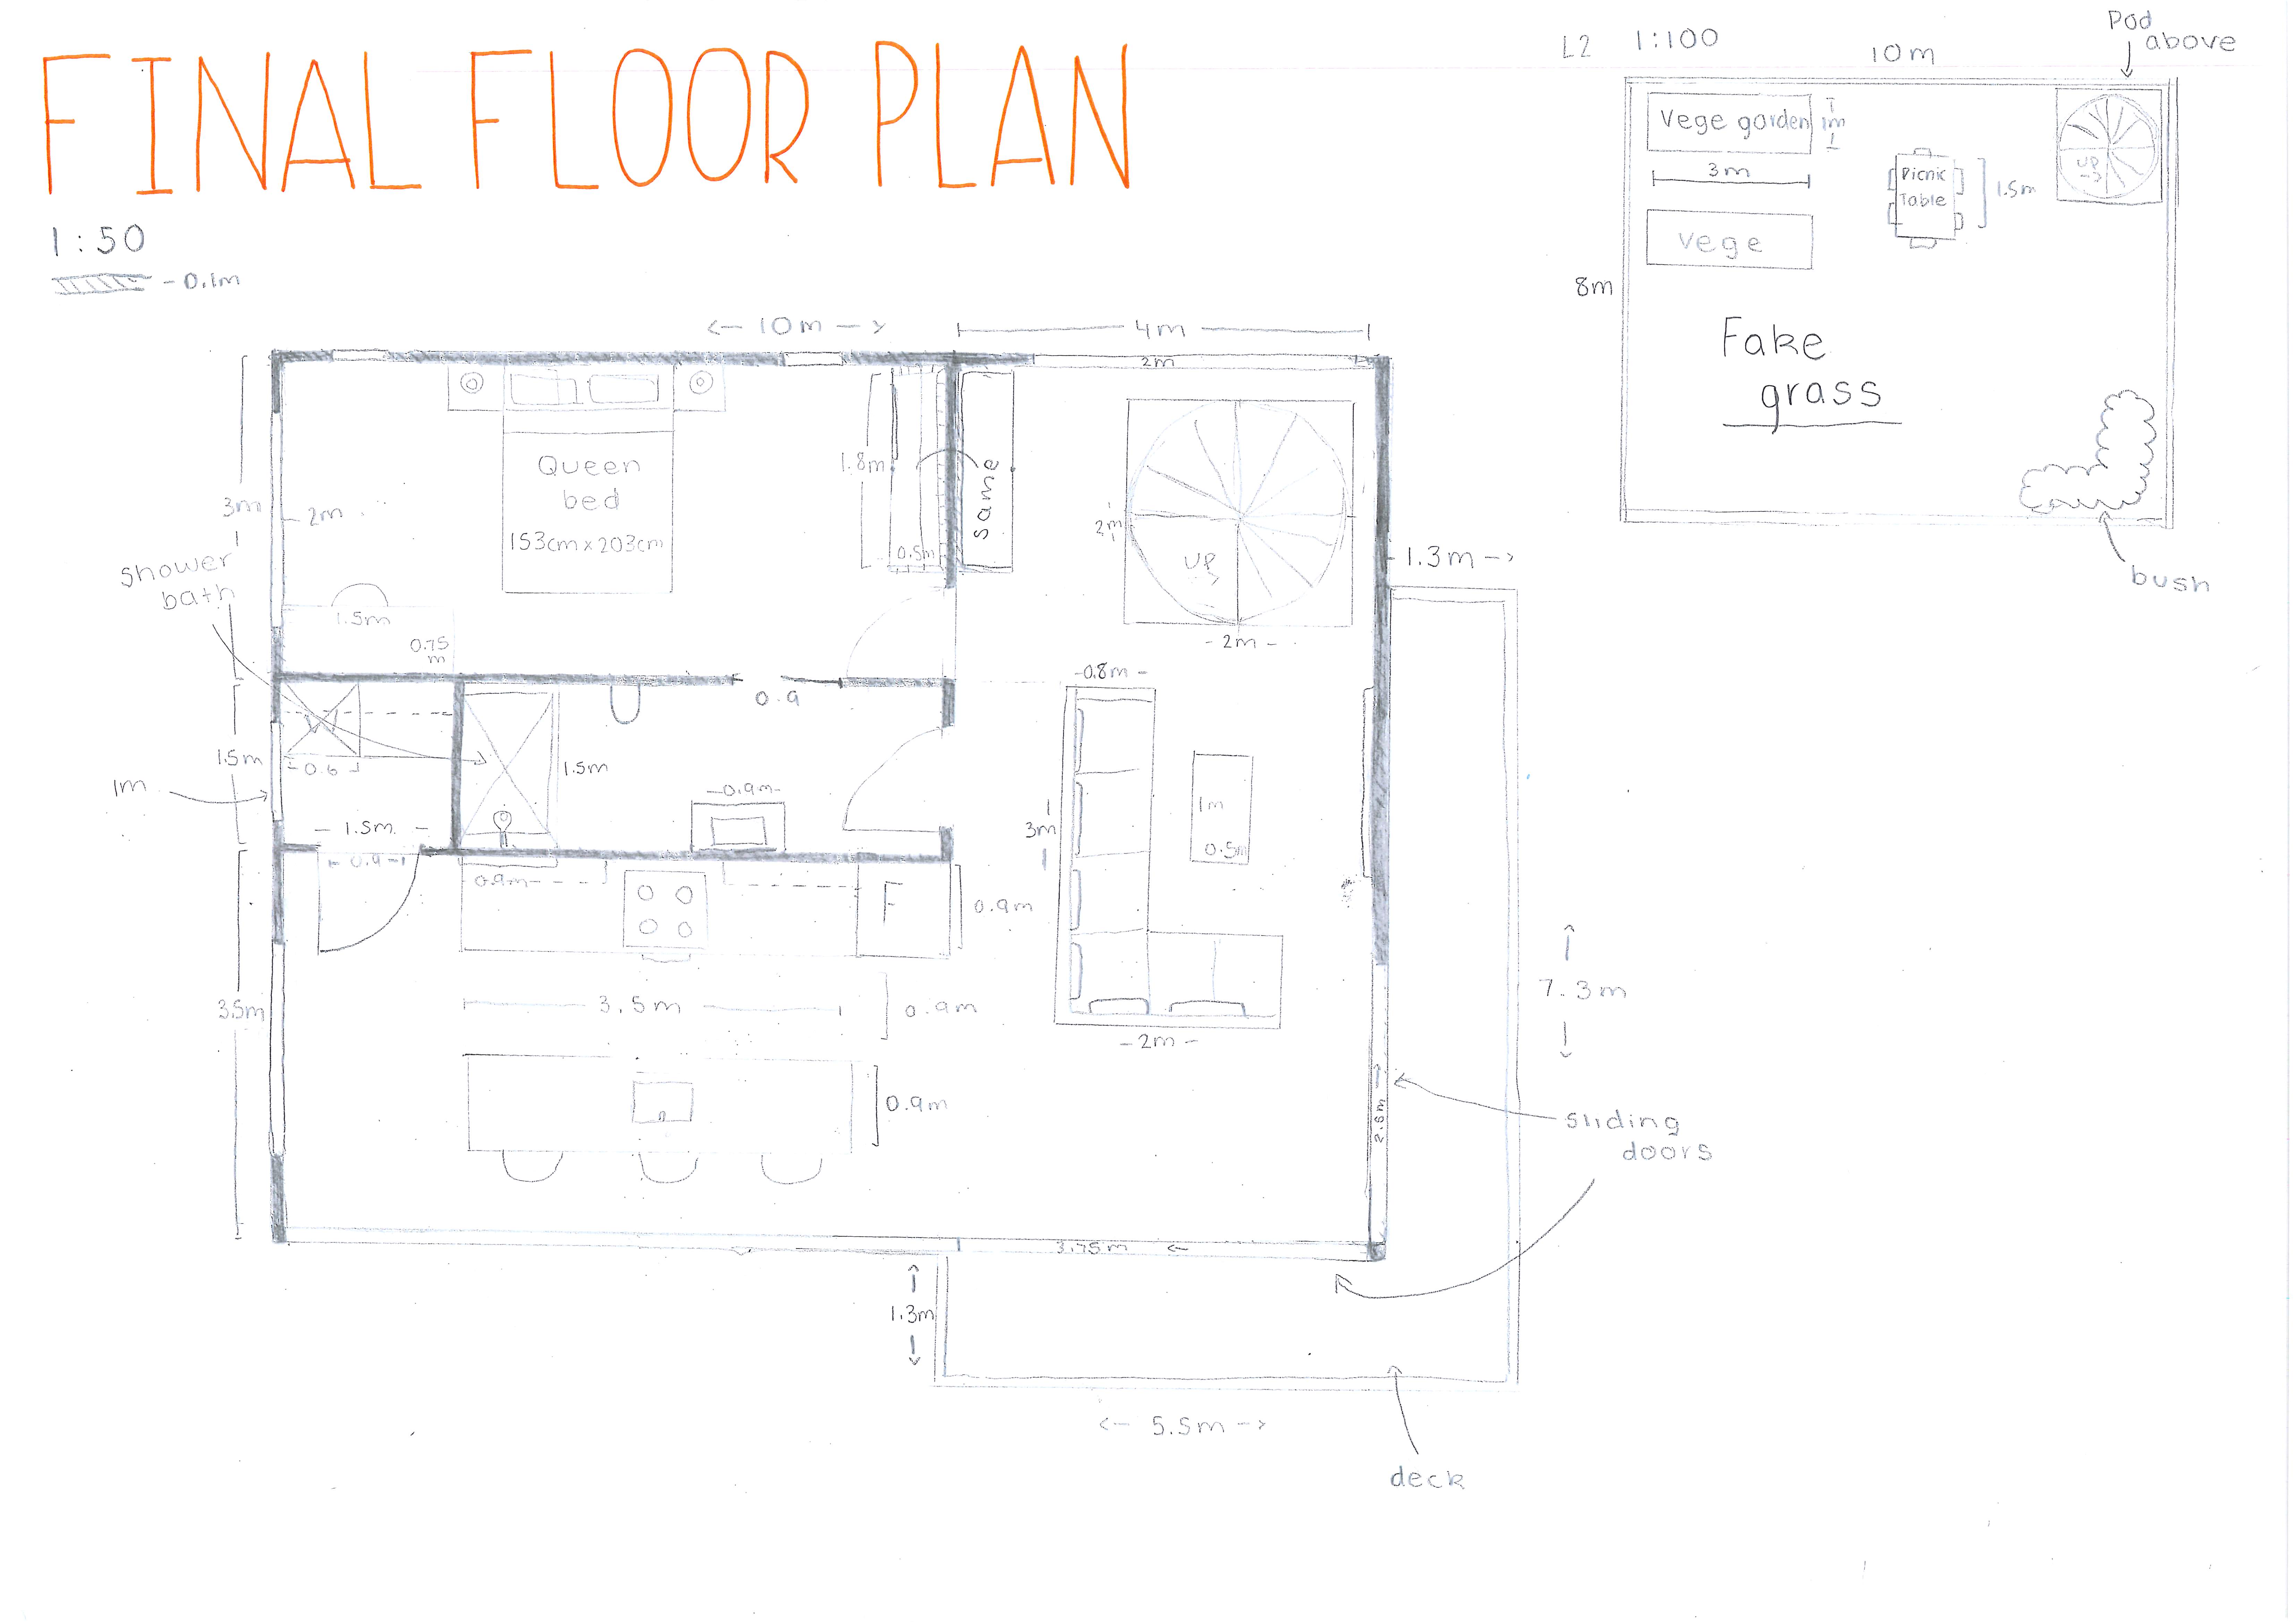 FINAL FLOOR PLAN
1:50
- 0.1m
L2 1:100
10m
Pod
above
Vege garden
1m
3m
Vege
Picnic
Table
1.5m
UP
8m
Fake
grass
bush
10m
4m
2m
3m
2m
Queen
bed
153cm x 203cm
1.8m
0.5m
same
2m
UP
2m
1.3m
shower
bath
1.5m
0.75
m
0.9
0.8m
1.5m
0.6
1m
1.5m
0.9
1.5m
0.9m
3m
1m
0.5m
0.9m
F
0.9m
3.5m
3.5m
0.9m
2m
0.9m
7.3m
2.8m
sliding
doors
3.75m
1.3m
5.5m
deck